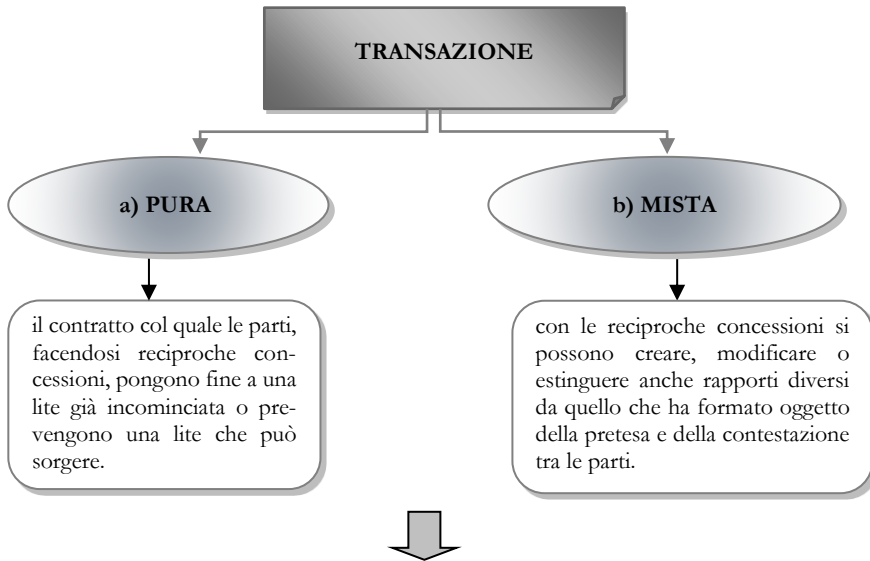 TRANSAZIONE
a) PURA
il contratto col quale le parti,
facendosi reciproche con-
cessioni, pongono fine a una
lite già incominciata o pre-
vengono una lite che può
sorgere.
b) MISTA
con le reciproche concessioni si
possono creare, modificare o
estinguere anche rapporti diversi
da quello che ha formato oggetto
della pretesa e della contestazione
tra le parti.